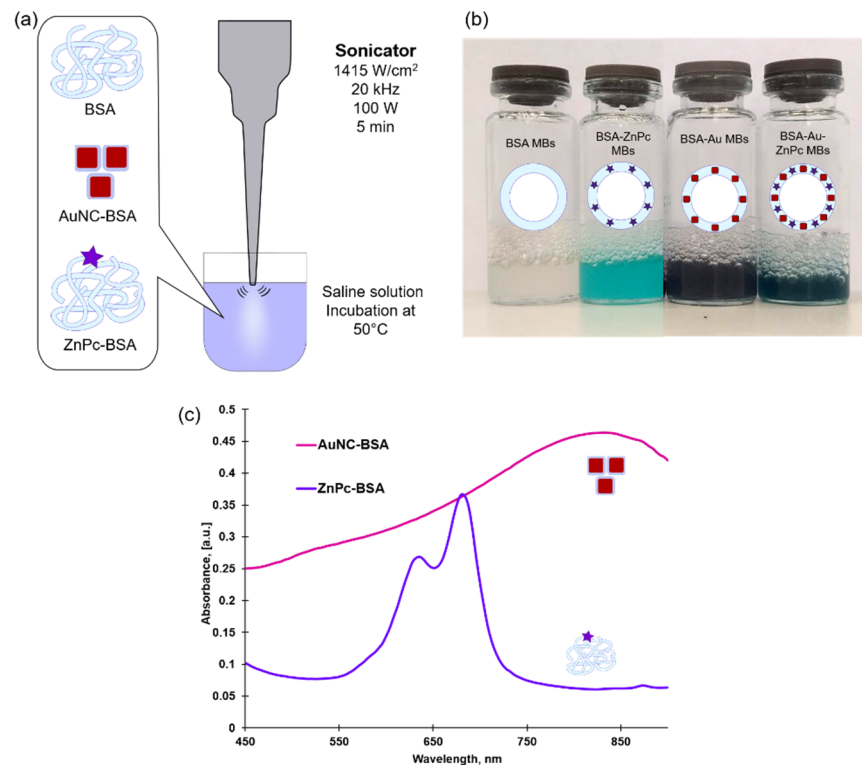 (a)
BSA
AuNC-BSA
ZnPc-BSA
Sonicator
1415 W/cm²
20 kHz
100 W
5 min
Saline solution
Incubation at
50°C
(b)
BSA MBs
BSA-ZnPc
MBs
BSA-Au MBs
BSA-Au-
ZnPc MBs
(c)
AuNC-BSA
ZnPc-BSA
Absorbance, [a.u.]
0.5
0.45
0.4
0.35
0.3
0.25
0.2
0.15
0.1
0.05
0
450
550
650
750
850
Wavelength, nm